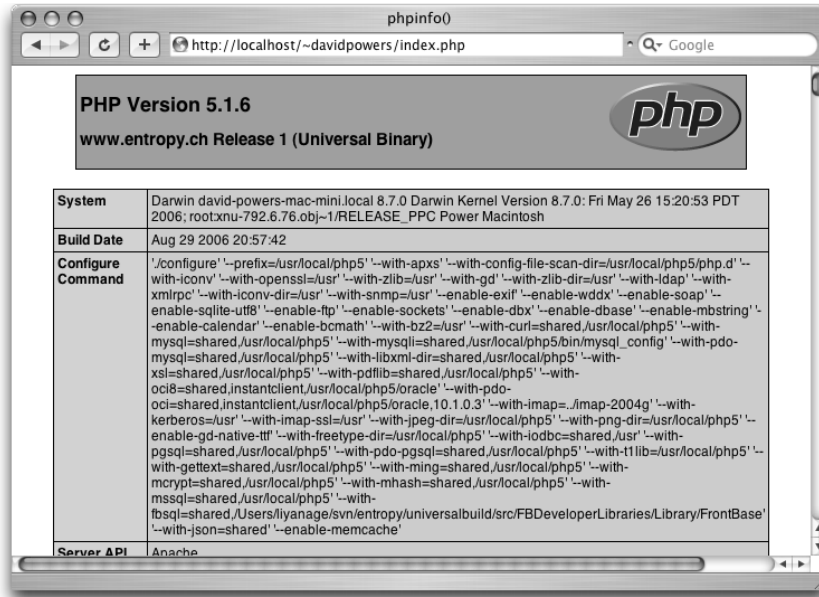 phpinfo()
http://localhost/~davidpowers/index.php
Google
PHP Version 5.1.6
php
www.entropy.ch Release 1 (Universal Binary)
System
Darwin david-powers-mac-mini.local 8.7.0 Darwin Kernel Version 8.7.0: Fri May 26 15:20:53 PDT
2006; root:xnu-792.6.76.obj~1/RELEASE_PPC Power Macintosh
Build Date
Aug 29 2006 20:57:42
Configure
Command
'./configure' '--prefix=/usr/local/php5' '--with-apxs' '--with-config-file-scan-dir=/usr/local/php5/php.d' '--
with-iconv' '--with-openssl=/usr' '--with-zlib=/usr' '--with-gd' '--with-zlib-dir=/usr' '--with-ldap' '--with-
xmlrpc' '--with-iconv-dir=/usr' '--with-snmp=/usr' '--enable-exif' '--enable-wddx' '--enable-soap' '--
enable-sqlite-utf8' '--enable-ftp' '--enable-sockets' '--enable-dbx' '--enable-dbase' '--enable-mbstring' '-
-enable-calendar' '--enable-bcmath' '--with-bz2=/usr' '--with-curl=shared,/usr/local/php5' '--with-
mysql=shared,/usr/local/php5' '--with-mysqli=shared,/usr/local/php5/bin/mysql_config' '--with-pdo-
mysql=shared,/usr/local/php5' '--with-libxml-dir=shared,/usr/local/php5' '--with-
xsl=shared,/usr/local/php5' '--with-pdflib=shared,/usr/local/php5' '--with-
oci8=shared,instantclient,/usr/local/php5/oracle' '--with-pdo-
oci=shared,instantclient,/usr/local/php5/oracle,10.1.0.3' '--with-imap=../imap-2004g' '--with-
kerberos=/usr' '--with-imap-ssl=/usr' '--with-jpeg-dir=/usr/local/php5' '--with-png-dir=/usr/local/php5' '--
enable-gd-native-ttf' '--with-freetype-dir=/usr/local/php5' '--with-iodbc=shared,/usr' '--with-
pgsql=shared,/usr/local/php5' '--with-pdo-pgsql=shared,/usr/local/php5' '--with-t1lib=/usr/local/php5' '--
with-gettext=shared,/usr/local/php5' '--with-ming=shared,/usr/local/php5' '--with-
mcrypt=shared,/usr/local/php5' '--with-mhash=shared,/usr/local/php5' '--with-
mssql=shared,/usr/local/php5' '--with-
fbsql=shared,/Users/liyanage/svn/entropy/universalbuild/src/FBDeveloperLibraries/Library/FrontBase'
'--with-json=shared' '--enable-memcache'
Server API
Apache